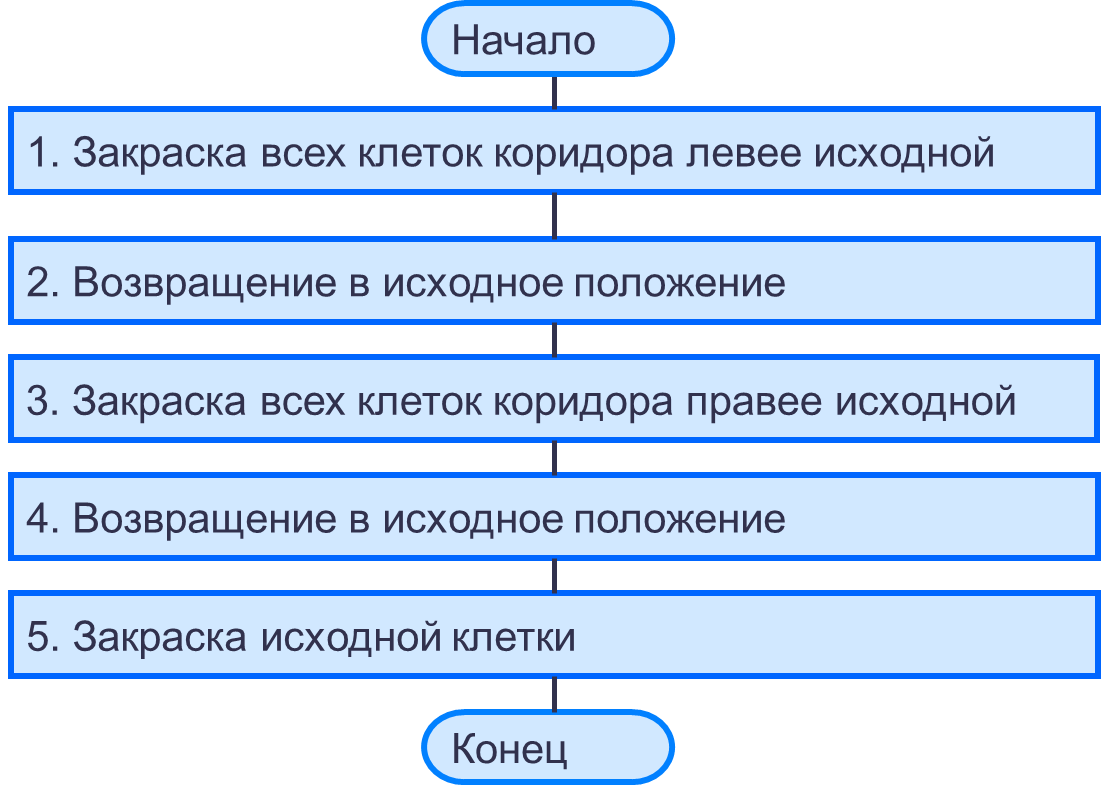 Начало
1. Закраска всех клеток коридора левее исходной
2. Возвращение в исходное положение
3. Закраска всех клеток коридора правее исходной
4. Возвращение в исходное положение
5. Закраска исходной клетки
Конец